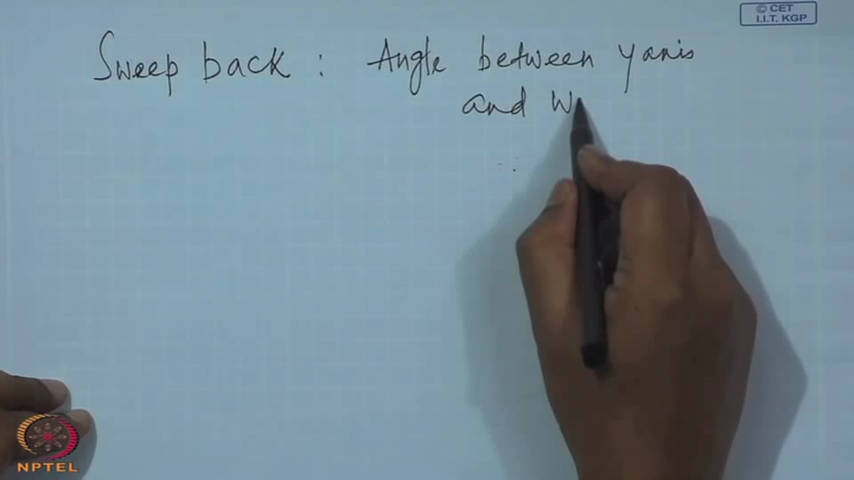 © CET
I.I.T. KGP
Sweep back : Angle between y axis
and W
NPTEL